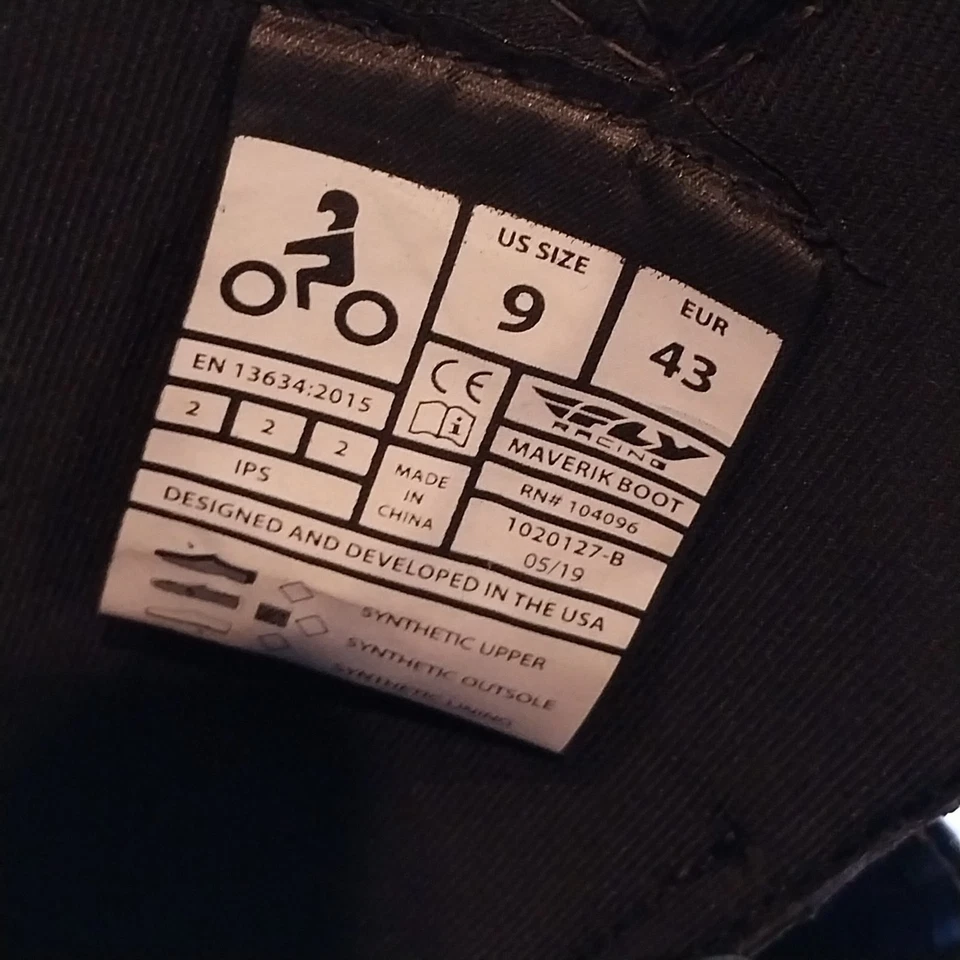 US SIZE
9
EUR
43
EN 13634:2015
2 2 2
IPS
CE
i
MADE
IN
CHINA
FLY
RACING
MAVERIK BOOT
RN# 104096
1020127-B
05/19
DESIGNED AND DEVELOPED IN THE USA
SYNTHETIC UPPER
SYNTHETIC OUTSOLE
SYNTHETIC LINING